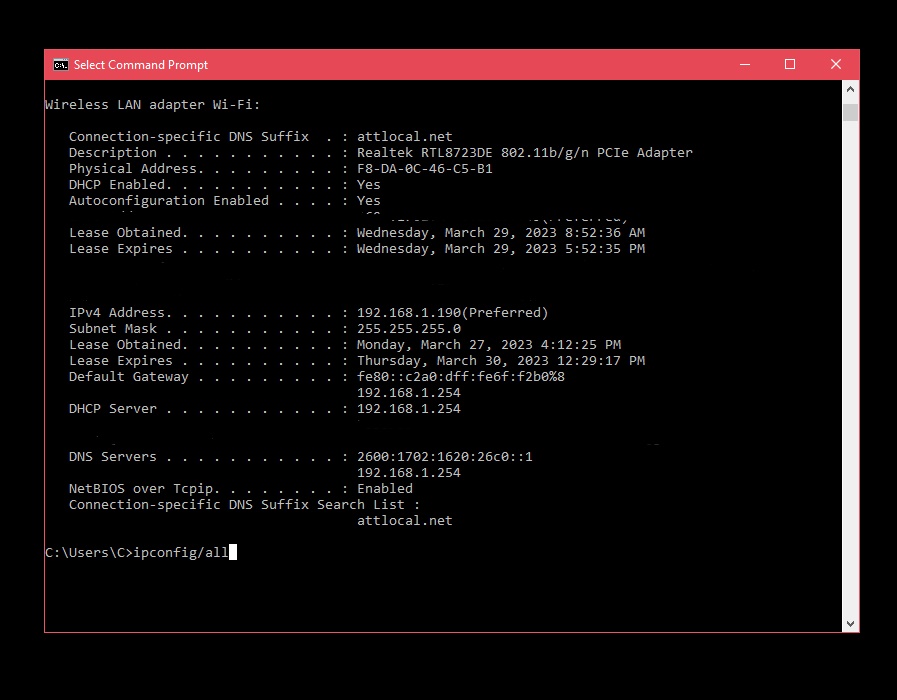 Select Command Prompt
Wireless LAN adapter Wi-Fi:
Connection-specific DNS Suffix  . : attlocal.net
Description . . . . . . . . . . . : Realtek RTL8723DE 802.11b/g/n PCIe Adapter
Physical Address. . . . . . . . . : F8-DA-0C-46-C5-B1
DHCP Enabled. . . . . . . . . . . : Yes
Autoconfiguration Enabled . . . . : Yes
Lease Obtained. . . . . . . . . . : Wednesday, March 29, 2023 8:52:36 AM
Lease Expires . . . . . . . . . . : Wednesday, March 29, 2023 5:52:35 PM
IPv4 Address. . . . . . . . . . . : 192.168.1.190(Preferred)
Subnet Mask . . . . . . . . . . . : 255.255.255.0
Lease Obtained. . . . . . . . . . : Monday, March 27, 2023 4:12:25 PM
Lease Expires . . . . . . . . . . : Thursday, March 30, 2023 12:29:17 PM
Default Gateway . . . . . . . . . : fe80::c2a0:dff:fe6f:f2b0%8
192.168.1.254
DHCP Server . . . . . . . . . . . : 192.168.1.254
DNS Servers . . . . . . . . . . . : 2600:1702:1620:26c0::1
192.168.1.254
NetBIOS over Tcpip. . . . . . . . : Enabled
Connection-specific DNS Suffix Search List :
attlocal.net
C:\Users\C>ipconfig/all